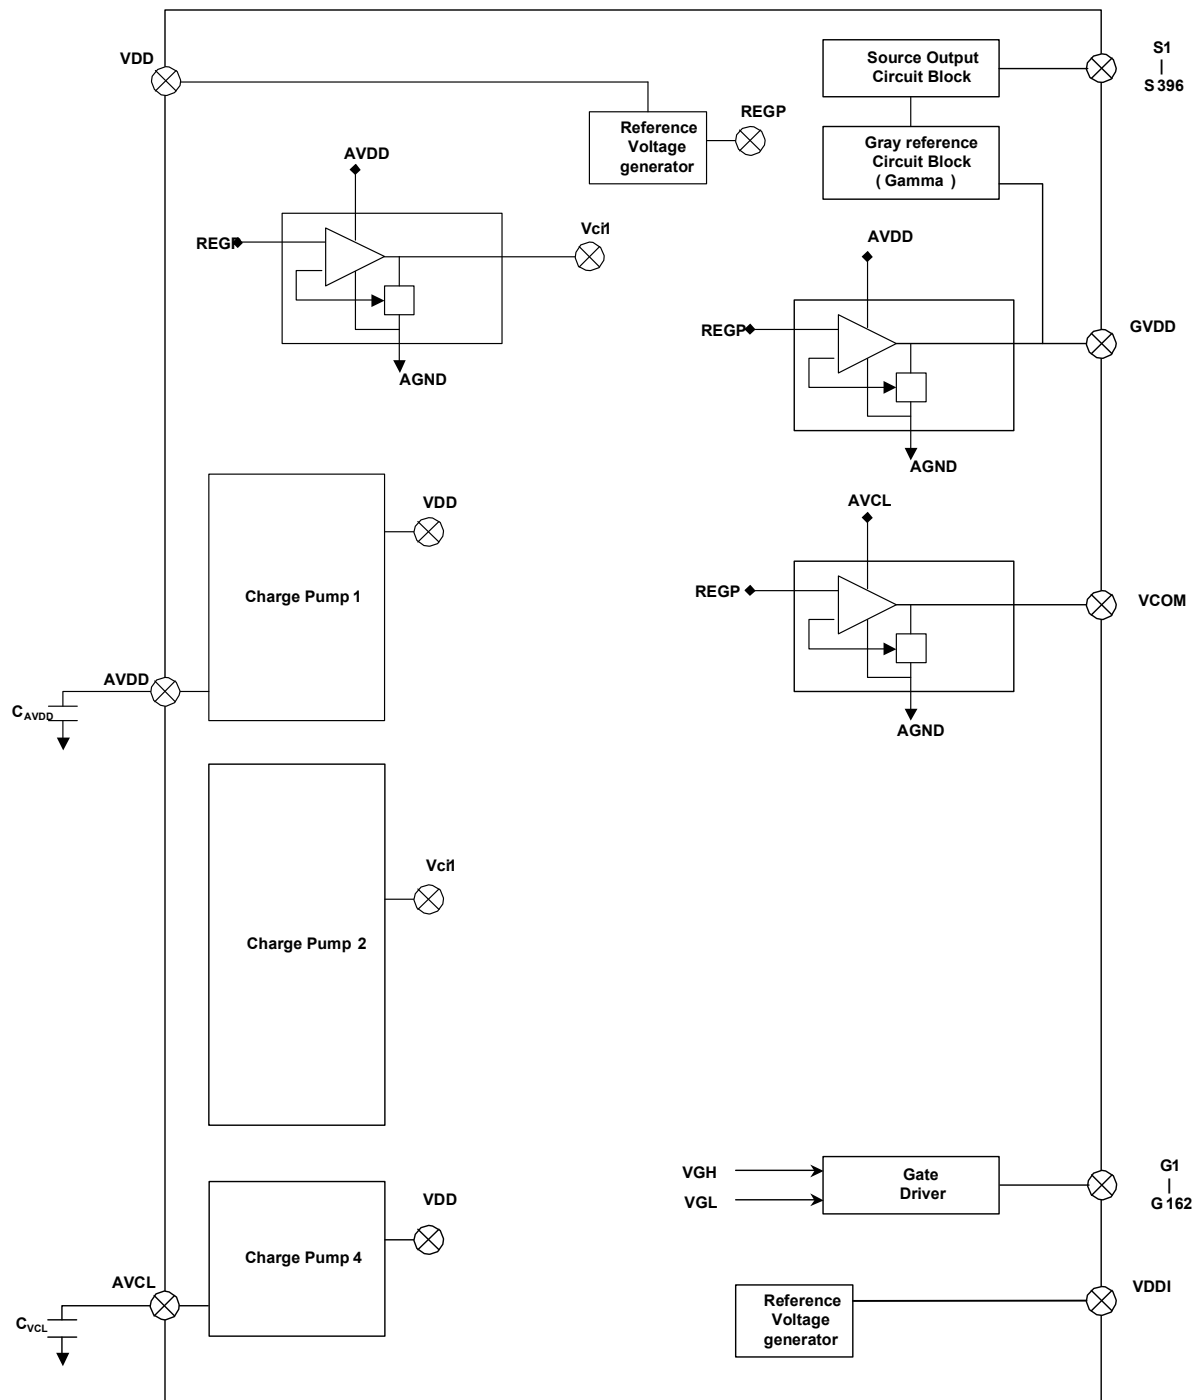 VDD
Source Output
Circuit Block
S1
|
S396
Reference
Voltage
generator
REGP
Gray reference
Circuit Block
( Gamma )
AVDD
REGP
Vci1
AGND
AVDD
REGP
GVDD
AGND
VDD
Charge Pump 1
AVDD
CAVDD
AVCL
REGP
VCOM
AGND
Vci1
Charge Pump 2
VGH
VGL
Gate
Driver
G1
|
G162
VDD
Charge Pump 4
AVCL
CVCL
Reference
Voltage
generator
VDDI